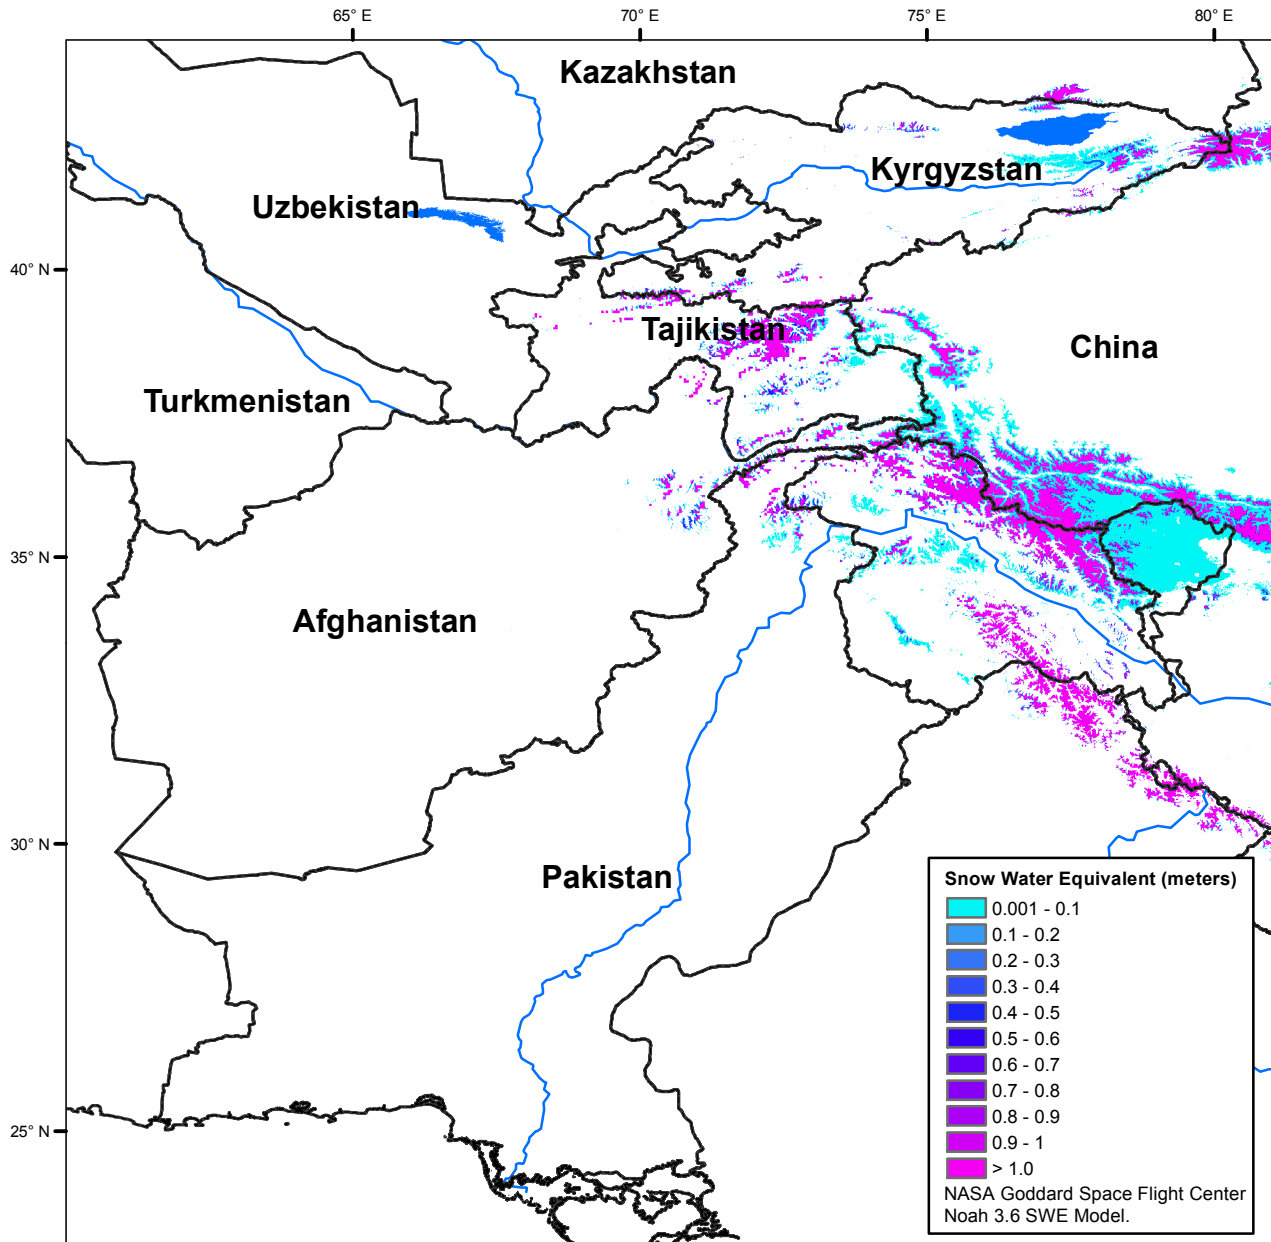 65° E
70° E
75° E
80° E
Kazakhstan
Kyrgyzstan
Uzbekistan
40° N
Tajikistan
China
Turkmenistan
35° N
Afghanistan
30° N
Pakistan
25° N
Snow Water Equivalent (meters)
0.001 - 0.1
0.1 - 0.2
0.2 - 0.3
0.3 - 0.4
0.4 - 0.5
0.5 - 0.6
0.6 - 0.7
0.7 - 0.8
0.8 - 0.9
0.9 - 1
> 1.0
NASA Goddard Space Flight Center
Noah 3.6 SWE Model.